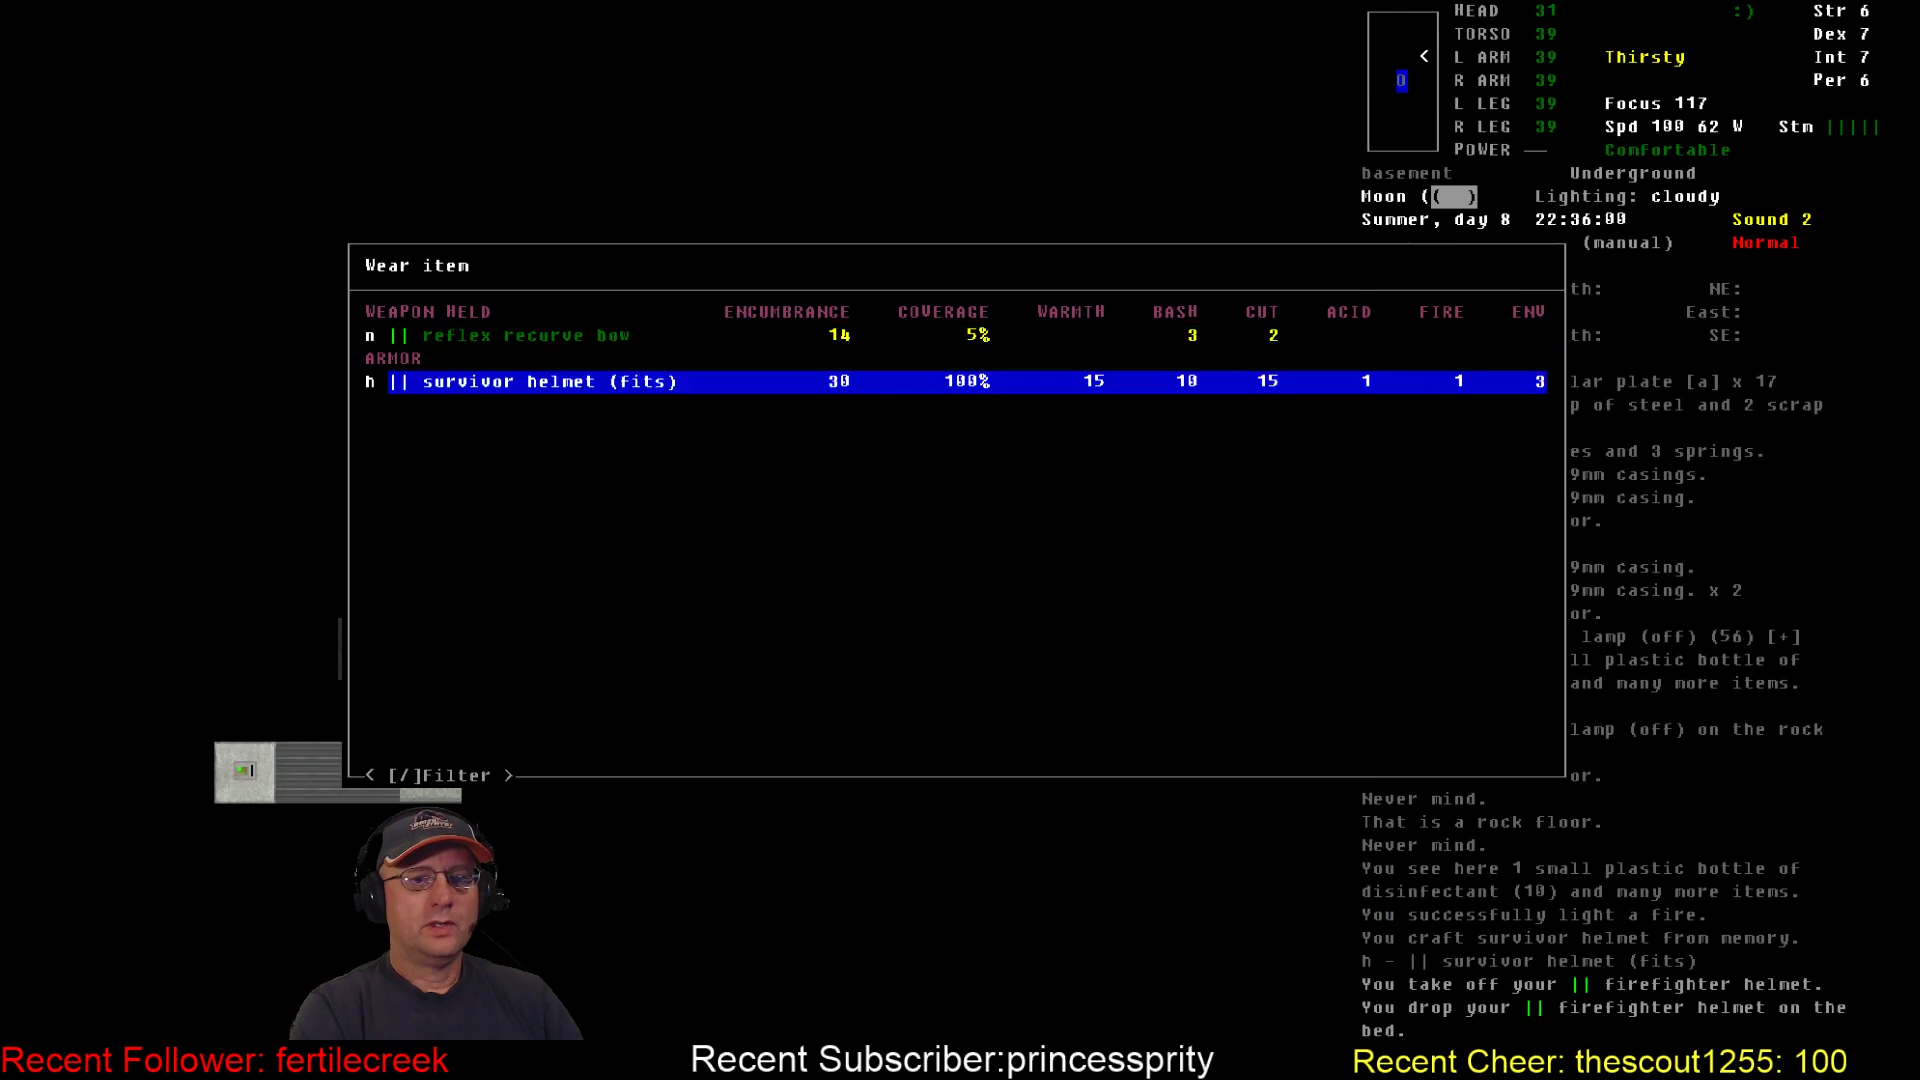 HEAD 31 :) Str 6
TORSO 39 Dex 7
L ARM 39 Thirsty Int 7
R ARM 39 Per 6
L LEG 39 Focus 117
R LEG 39 Spd 100 62 W Stm |||||
POWER —
basement Underground
Moon (( ) Lighting: cloudy
Summer, day 8 22:36:00 Sound 2
(manual) Normal
Wear item
WEAPON HELD ENCUMBRANCE COVERAGE WARMTH BASH CUT ACID FIRE ENV
n || reflex recurve bow 14 5% 3 2
ARMOR
h || survivor helmet (fits) 30 100% 15 10 15 1 1 3
< [/]Filter >
th: NE:
East:
th: SE:
lar plate [a] x 17
p of steel and 2 scrap
es and 3 springs.
9mm casings.
9mm casing.
or.
9mm casing.
9mm casing. x 2
or.
lamp (off) (56) [+]
ll plastic bottle of
and many more items.
lamp (off) on the rock
or.
Never mind.
That is a rock floor.
Never mind.
You see here 1 small plastic bottle of
disinfectant (10) and many more items.
You successfully light a fire.
You craft survivor helmet from memory.
h - || survivor helmet (fits)
You take off your || firefighter helmet.
You drop your || firefighter helmet on the
bed.
Recent Follower: fertilecreek
Recent Subscriber:princessprity
Recent Cheer: thescout1255: 100